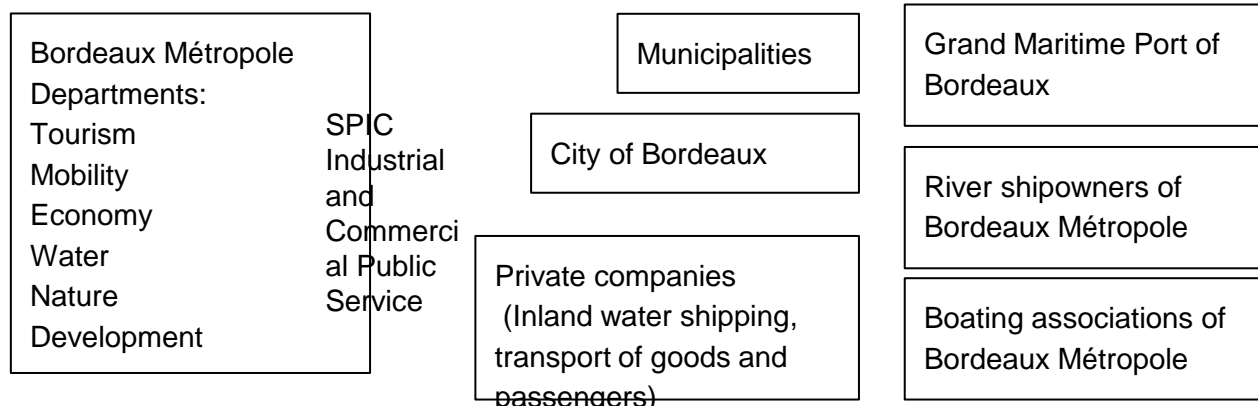 Bordeaux Métropole
Departments:
Tourism
Mobility
Economy
Water
Nature
Development
SPIC
Industrial
and
Commerci
al Public
Service
Municipalities
City of Bordeaux
Private companies
(Inland water shipping,
transport of goods and
passengers)
Grand Maritime Port of
Bordeaux
River shipowners of
Bordeaux Métropole
Boating associations of
Bordeaux Métropole